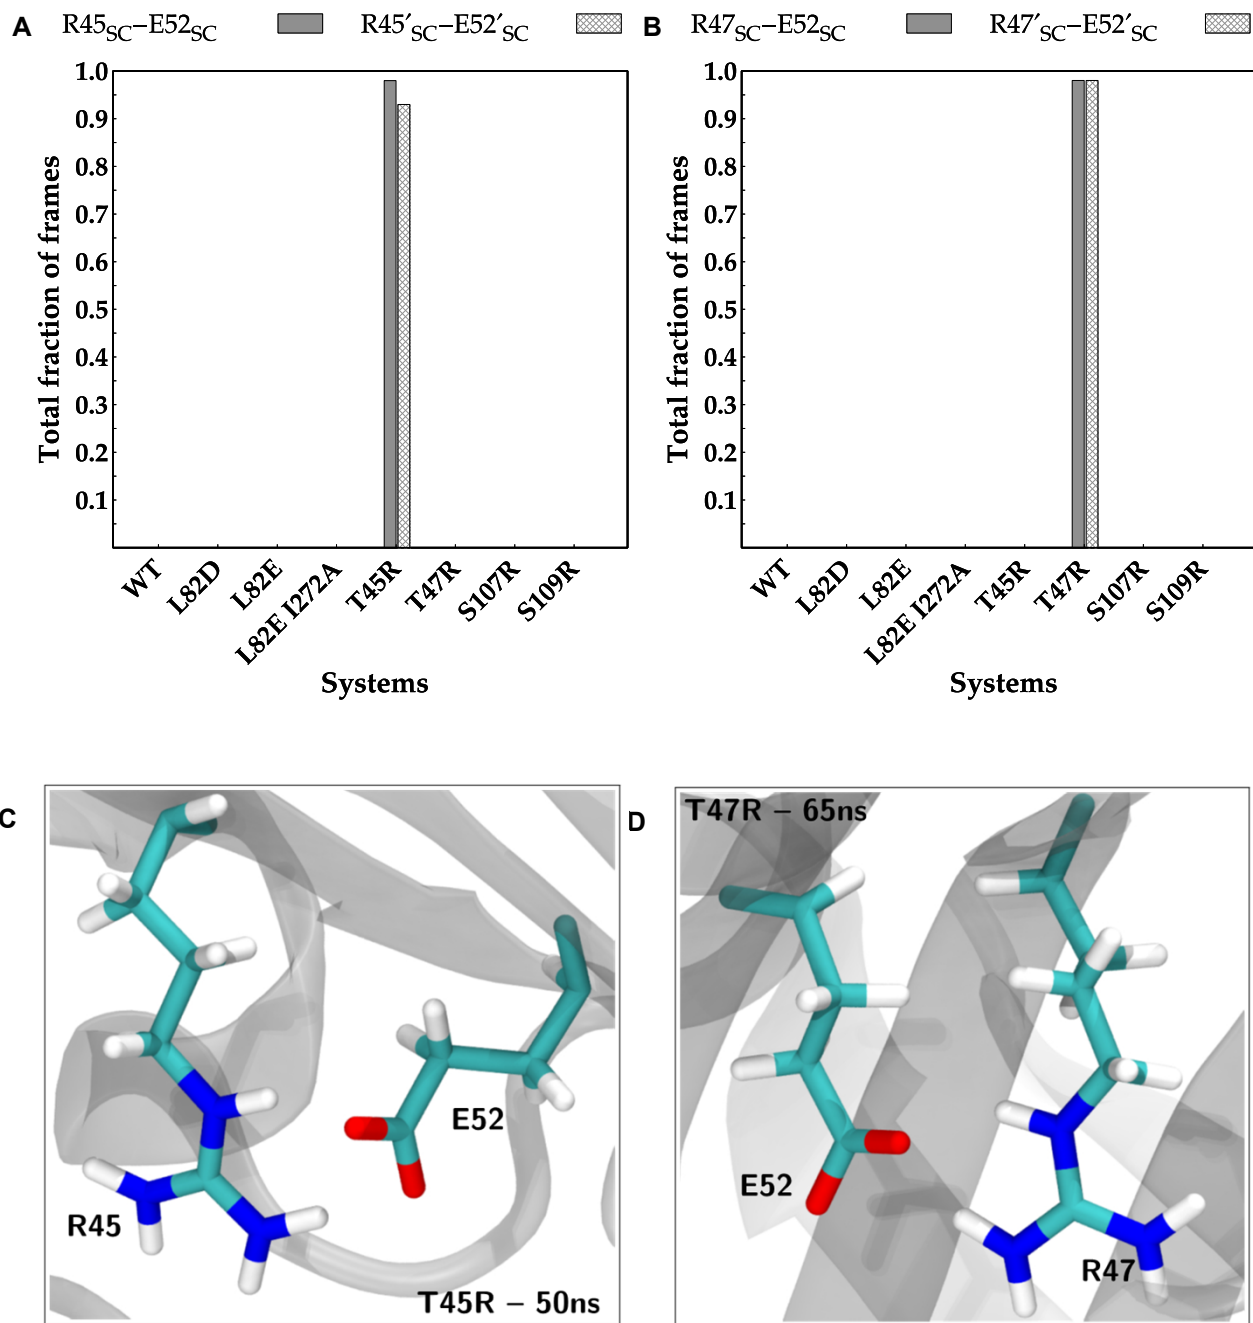 A R45SC–E52SC R45′SC–E52′SC
Total fraction of frames
1.0
0.9
0.8
0.7
0.6
0.5
0.4
0.3
0.2
0.1
WT L82D L82E L82E I272A T45R T47R S107R S109R
Systems
B R47SC–E52SC R47′SC–E52′SC
Total fraction of frames
1.0
0.9
0.8
0.7
0.6
0.5
0.4
0.3
0.2
0.1
WT L82D L82E L82E I272A T45R T47R S107R S109R
Systems
C
E52
R45
T45R – 50ns
D
T47R – 65ns
E52
R47